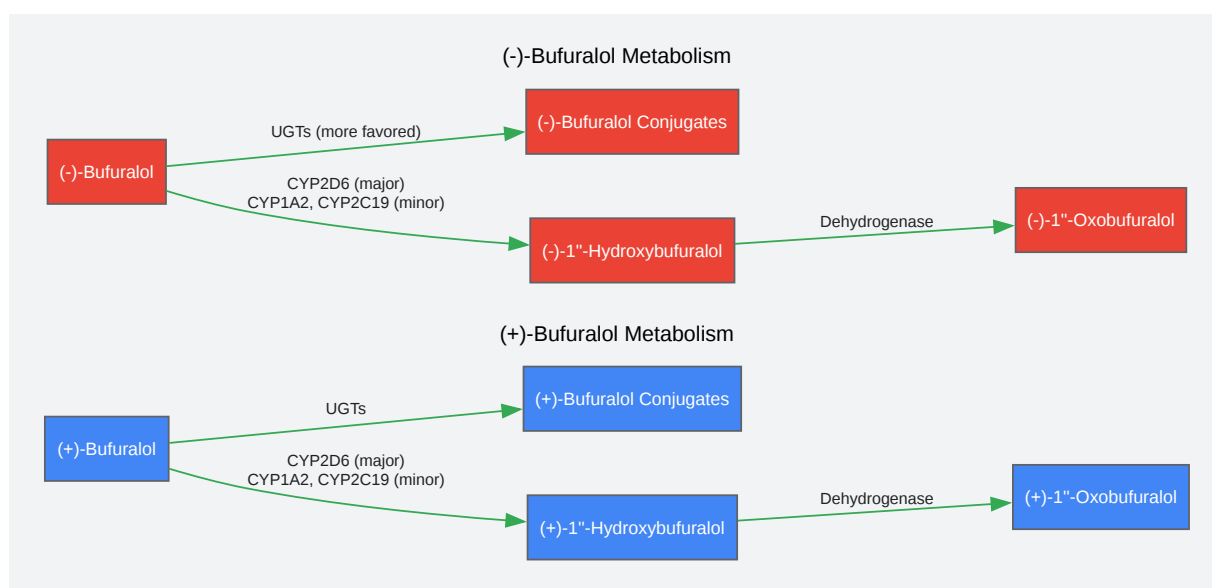 (-)-Bufuralol Metabolism
(-)-Bufuralol Conjugates
UGTs (more favored)
(-)-Bufuralol
CYP2D6 (major)
CYP1A2, CYP2C19 (minor)
(-)-1"-Hydroxybufuralol
Dehydrogenase
(-)-1"-Oxobufuralol
(+)-Bufuralol Metabolism
(+)-Bufuralol Conjugates
UGTs
(+)-Bufuralol
CYP2D6 (major)
CYP1A2, CYP2C19 (minor)
(+)-1"-Hydroxybufuralol
Dehydrogenase
(+)-1"-Oxobufuralol